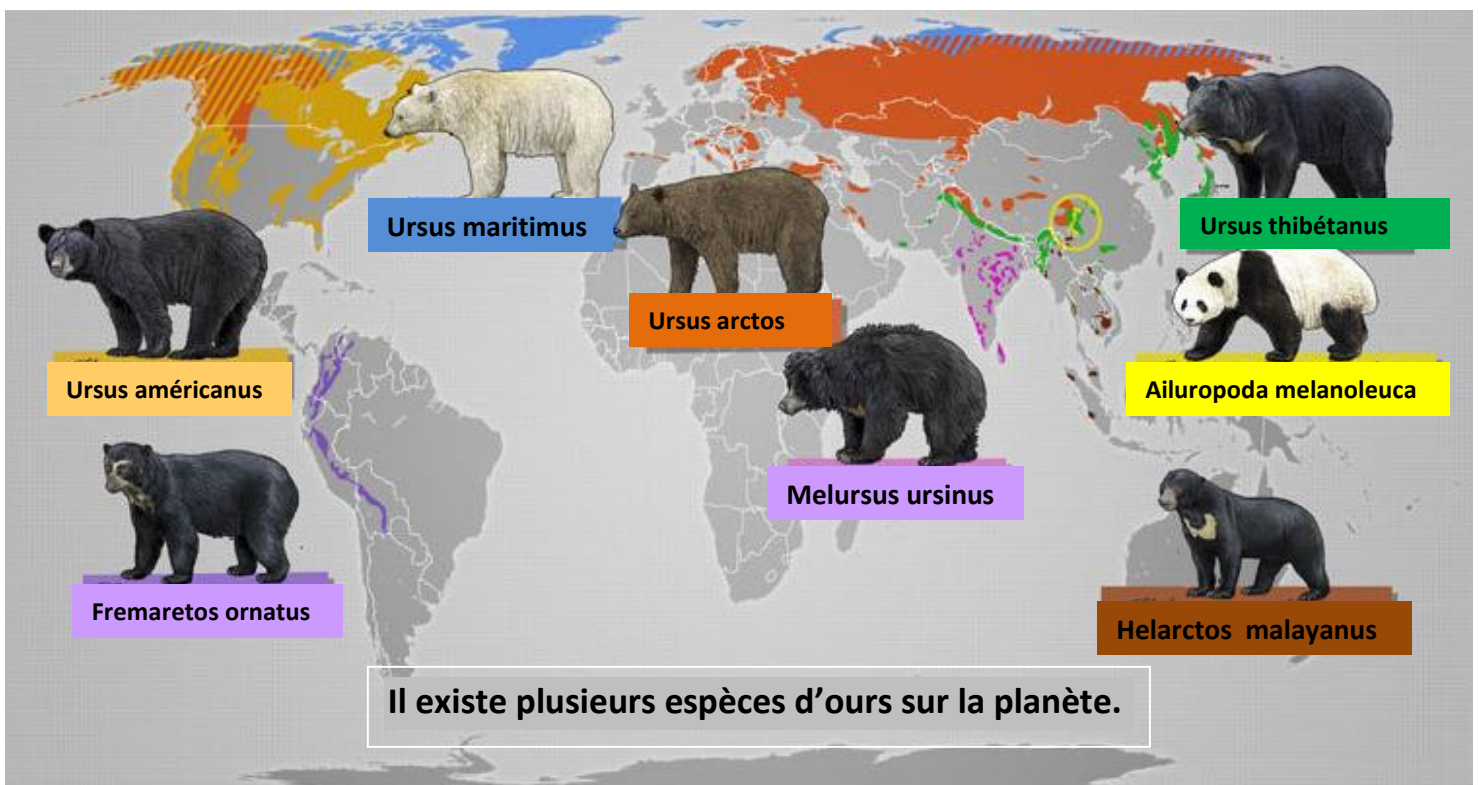 Ursus maritimus
Ursus thibétanus
Ursus arctos
Ursus américanus
Ailuropoda melanoleuca
Melursus ursinus
Fremaretos ornatus
Helarctos malayanus
Il existe plusieurs espèces d’ours sur la planète.